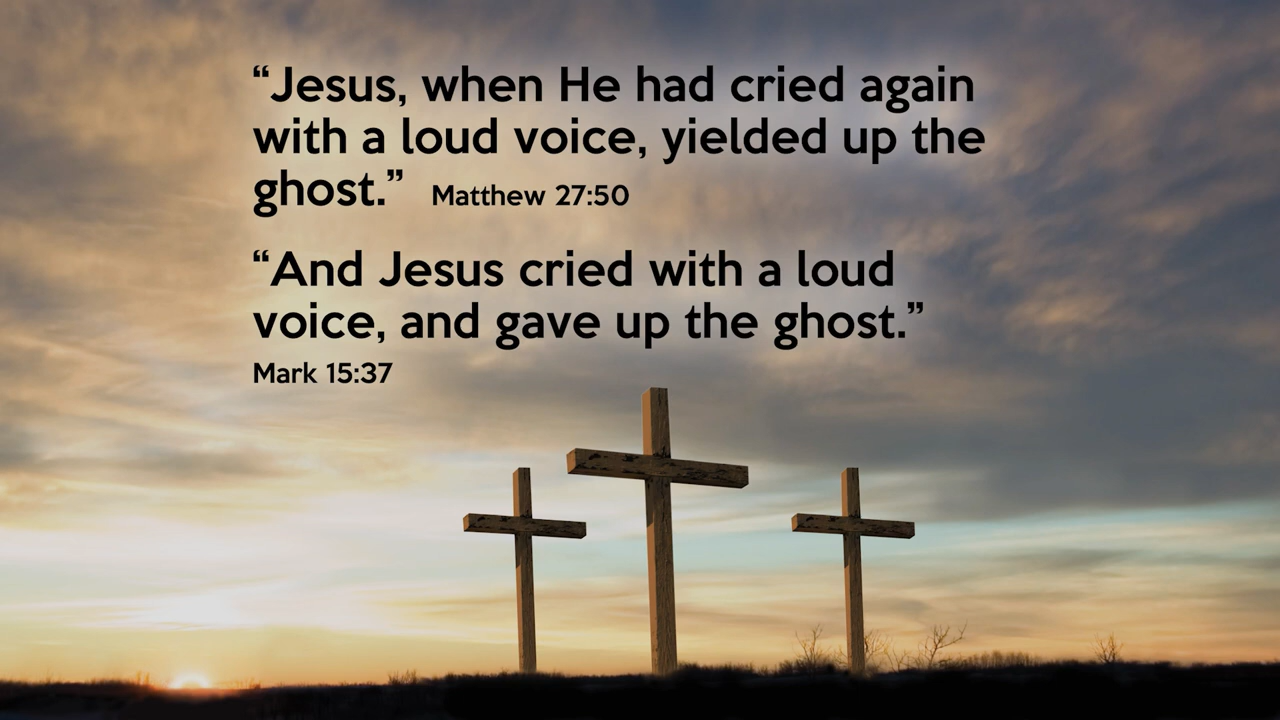 “Jesus, when He had cried again
with a loud voice, yielded up the
ghost.” Matthew 27:50
“And Jesus cried with a loud
voice, and gave up the ghost.”
Mark 15:37